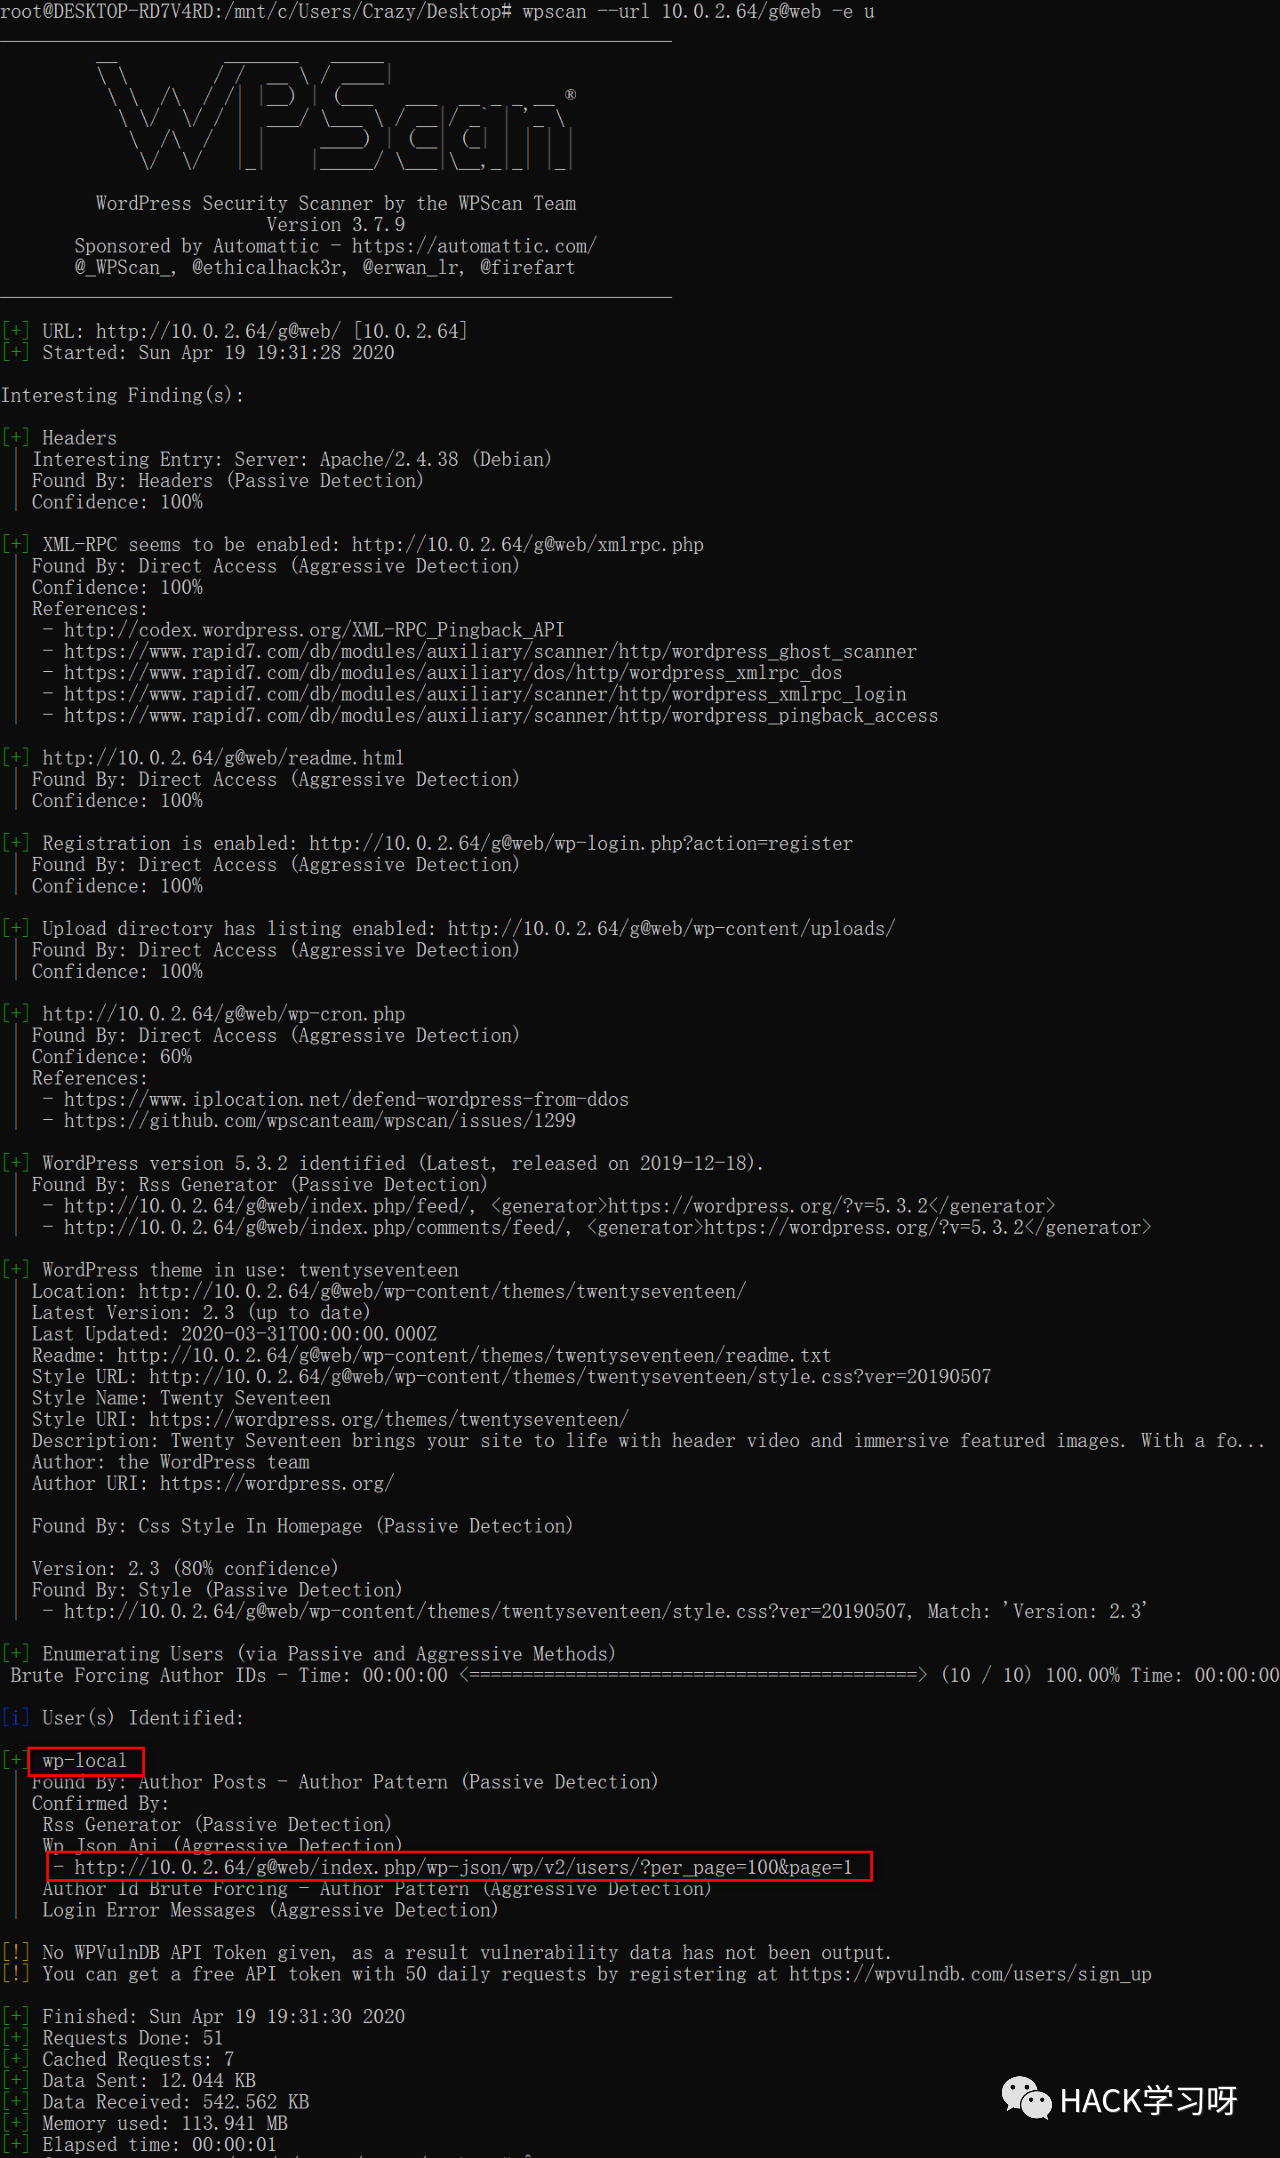 root@DESKTOP-RD7V4RD:/mnt/c/Users/Crazy/Desktop# wpscan --url 10.0.2.64/g@web -e u
WPScan ®
WordPress Security Scanner by the WPScan Team
Version 3.7.9
Sponsored by Automattic - https://automattic.com/
@_WPScan_, @ethicalhack3r, @erwan_lr, @firefart
[+] URL: http://10.0.2.64/g@web/ [10.0.2.64]
[+] Started: Sun Apr 19 19:31:28 2020
Interesting Finding(s):
[+] Headers
| Interesting Entry: Server: Apache/2.4.38 (Debian)
| Found By: Headers (Passive Detection)
| Confidence: 100%
[+] XML-RPC seems to be enabled: http://10.0.2.64/g@web/xmlrpc.php
| Found By: Direct Access (Aggressive Detection)
| Confidence: 100%
| References:
|  - http://codex.wordpress.org/XML-RPC_Pingback_API
|  - https://www.rapid7.com/db/modules/auxiliary/scanner/http/wordpress_ghost_scanner
|  - https://www.rapid7.com/db/modules/auxiliary/dos/http/wordpress_xmlrpc_dos
|  - https://www.rapid7.com/db/modules/auxiliary/scanner/http/wordpress_xmlrpc_login
|  - https://www.rapid7.com/db/modules/auxiliary/scanner/http/wordpress_pingback_access
[+] http://10.0.2.64/g@web/readme.html
| Found By: Direct Access (Aggressive Detection)
| Confidence: 100%
[+] Registration is enabled: http://10.0.2.64/g@web/wp-login.php?action=register
| Found By: Direct Access (Aggressive Detection)
| Confidence: 100%
[+] Upload directory has listing enabled: http://10.0.2.64/g@web/wp-content/uploads/
| Found By: Direct Access (Aggressive Detection)
| Confidence: 100%
[+] http://10.0.2.64/g@web/wp-cron.php
| Found By: Direct Access (Aggressive Detection)
| Confidence: 60%
| References:
|  - https://www.iplocation.net/defend-wordpress-from-ddos
|  - https://github.com/wpscanteam/wpscan/issues/1299
[+] WordPress version 5.3.2 identified (Latest, released on 2019-12-18).
| Found By: Rss Generator (Passive Detection)
|  - http://10.0.2.64/g@web/index.php/feed/, <generator>https://wordpress.org/?v=5.3.2</generator>
|  - http://10.0.2.64/g@web/index.php/comments/feed/, <generator>https://wordpress.org/?v=5.3.2</generator>
[+] WordPress theme in use: twentyseventeen
| Location: http://10.0.2.64/g@web/wp-content/themes/twentyseventeen/
| Latest Version: 2.3 (up to date)
| Last Updated: 2020-03-31T00:00:00.000Z
| Readme: http://10.0.2.64/g@web/wp-content/themes/twentyseventeen/readme.txt
| Style URL: http://10.0.2.64/g@web/wp-content/themes/twentyseventeen/style.css?ver=20190507
| Style Name: Twenty Seventeen
| Style URI: https://wordpress.org/themes/twentyseventeen/
| Description: Twenty Seventeen brings your site to life with header video and immersive featured images. With a fo...
| Author: the WordPress team
| Author URI: https://wordpress.org/
| Found By: Css Style In Homepage (Passive Detection)
| Version: 2.3 (80% confidence)
| Found By: Style (Passive Detection)
|  - http://10.0.2.64/g@web/wp-content/themes/twentyseventeen/style.css?ver=20190507, Match: 'Version: 2.3'
[+] Enumerating Users (via Passive and Aggressive Methods)
Brute Forcing Author IDs - Time: 00:00:00 <==========================================> (10 / 10) 100.00% Time: 00:00:00
[i] User(s) Identified:
[+] wp-local
| Found By: Author Posts - Author Pattern (Passive Detection)
| Confirmed By:
|  Rss Generator (Passive Detection)
|  Wp Json Api (Aggressive Detection)
|   - http://10.0.2.64/g@web/index.php/wp-json/wp/v2/users/?per_page=100&page=1
|  Author Id Brute Forcing - Author Pattern (Aggressive Detection)
|  Login Error Messages (Aggressive Detection)
[!] No WPVulnDB API Token given, as a result vulnerability data has not been output.
[!] You can get a free API token with 50 daily requests by registering at https://wpvulndb.com/users/sign_up
[+] Finished: Sun Apr 19 19:31:30 2020
[+] Requests Done: 51
[+] Cached Requests: 7
[+] Data Sent: 12.044 KB
[+] Data Received: 542.562 KB
[+] Memory used: 113.941 MB
[+] Elapsed time: 00:00:01
HACK学习呀